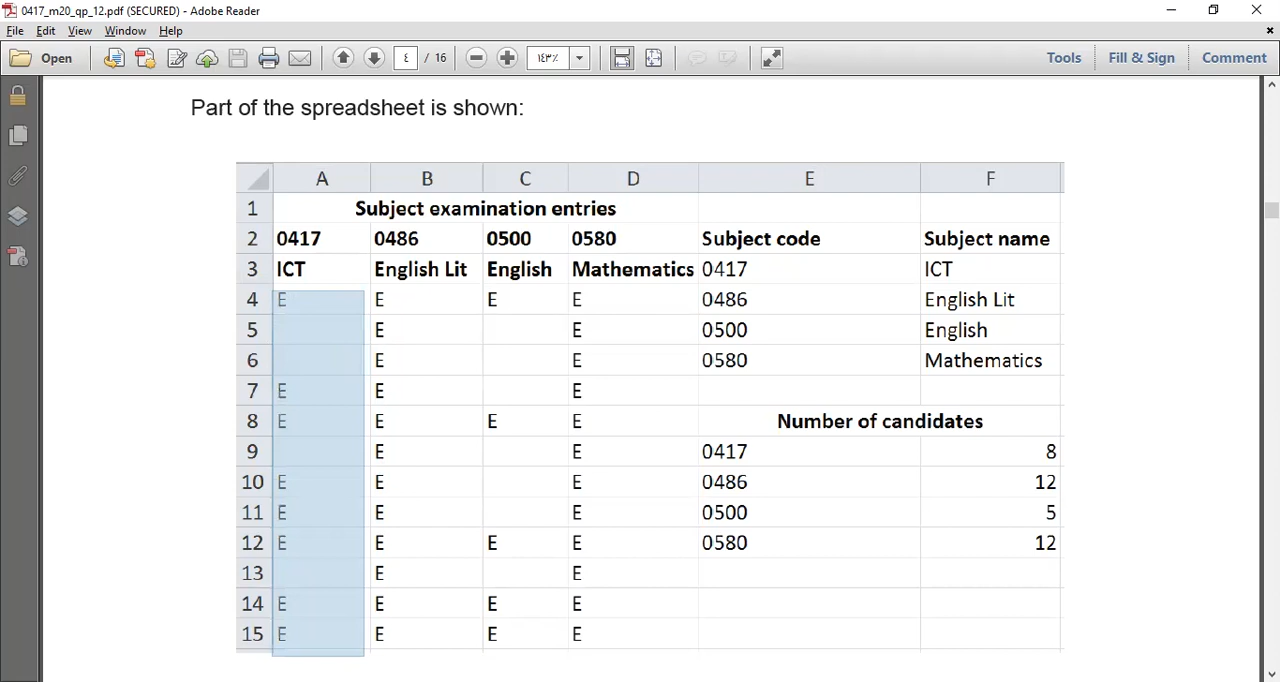 0417_m20_qp_12.pdf (SECURED) - Adobe Reader
File Edit View Window Help
Open ٤ / 16 ١٤٣٪ Tools Fill & Sign Comment
Part of the spreadsheet is shown:
A B C D E F
1 Subject examination entries
2 0417 0486 0500 0580 Subject code Subject name
3 ICT English Lit English Mathematics 0417 ICT
4 E E E E 0486 English Lit
5 E E 0500 English
6 E E 0580 Mathematics
7 E E E
8 E E E E Number of candidates
9 E E 0417 8
10 E E E 0486 12
11 E E E 0500 5
12 E E E E 0580 12
13 E E
14 E E E E
15 E E E E